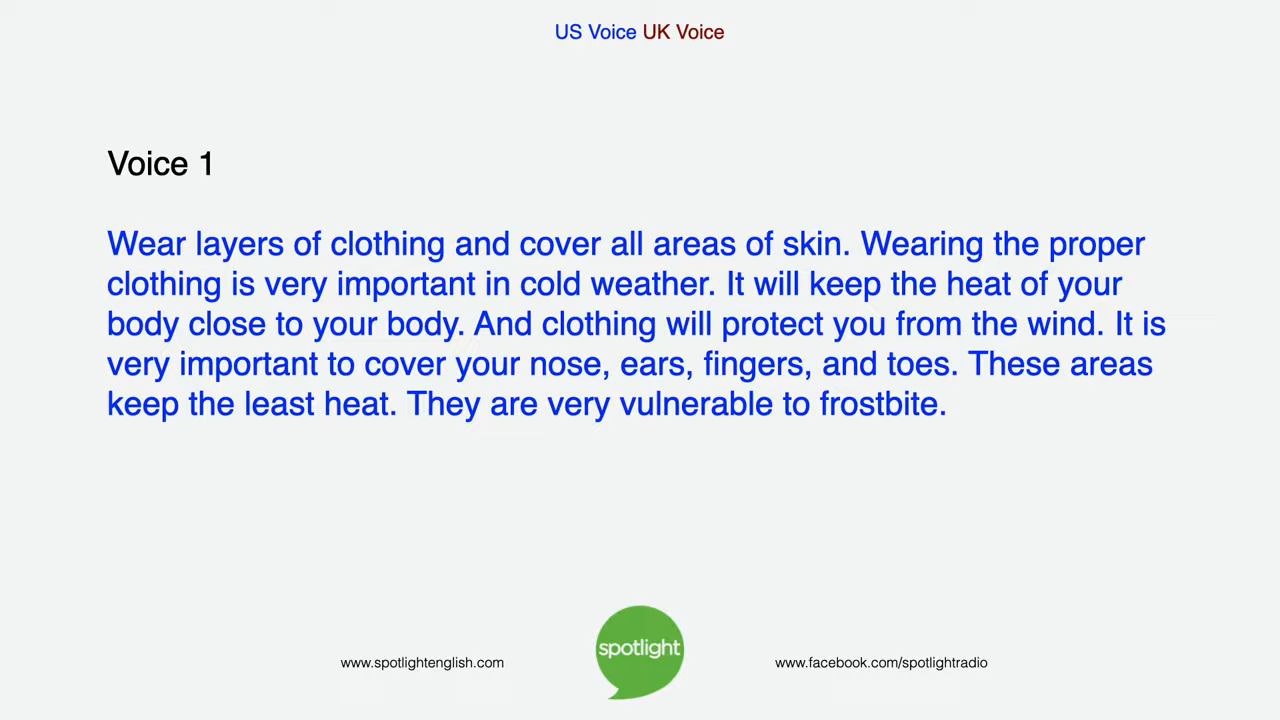 US Voice UK Voice
Voice 1
Wear layers of clothing and cover all areas of skin. Wearing the proper
clothing is very important in cold weather. It will keep the heat of your
body close to your body. And clothing will protect you from the wind. It is
very important to cover your nose, ears, fingers, and toes. These areas
keep the least heat. They are very vulnerable to frostbite.
www.spotlightenglish.com
spotlight
www.facebook.com/spotlightradio